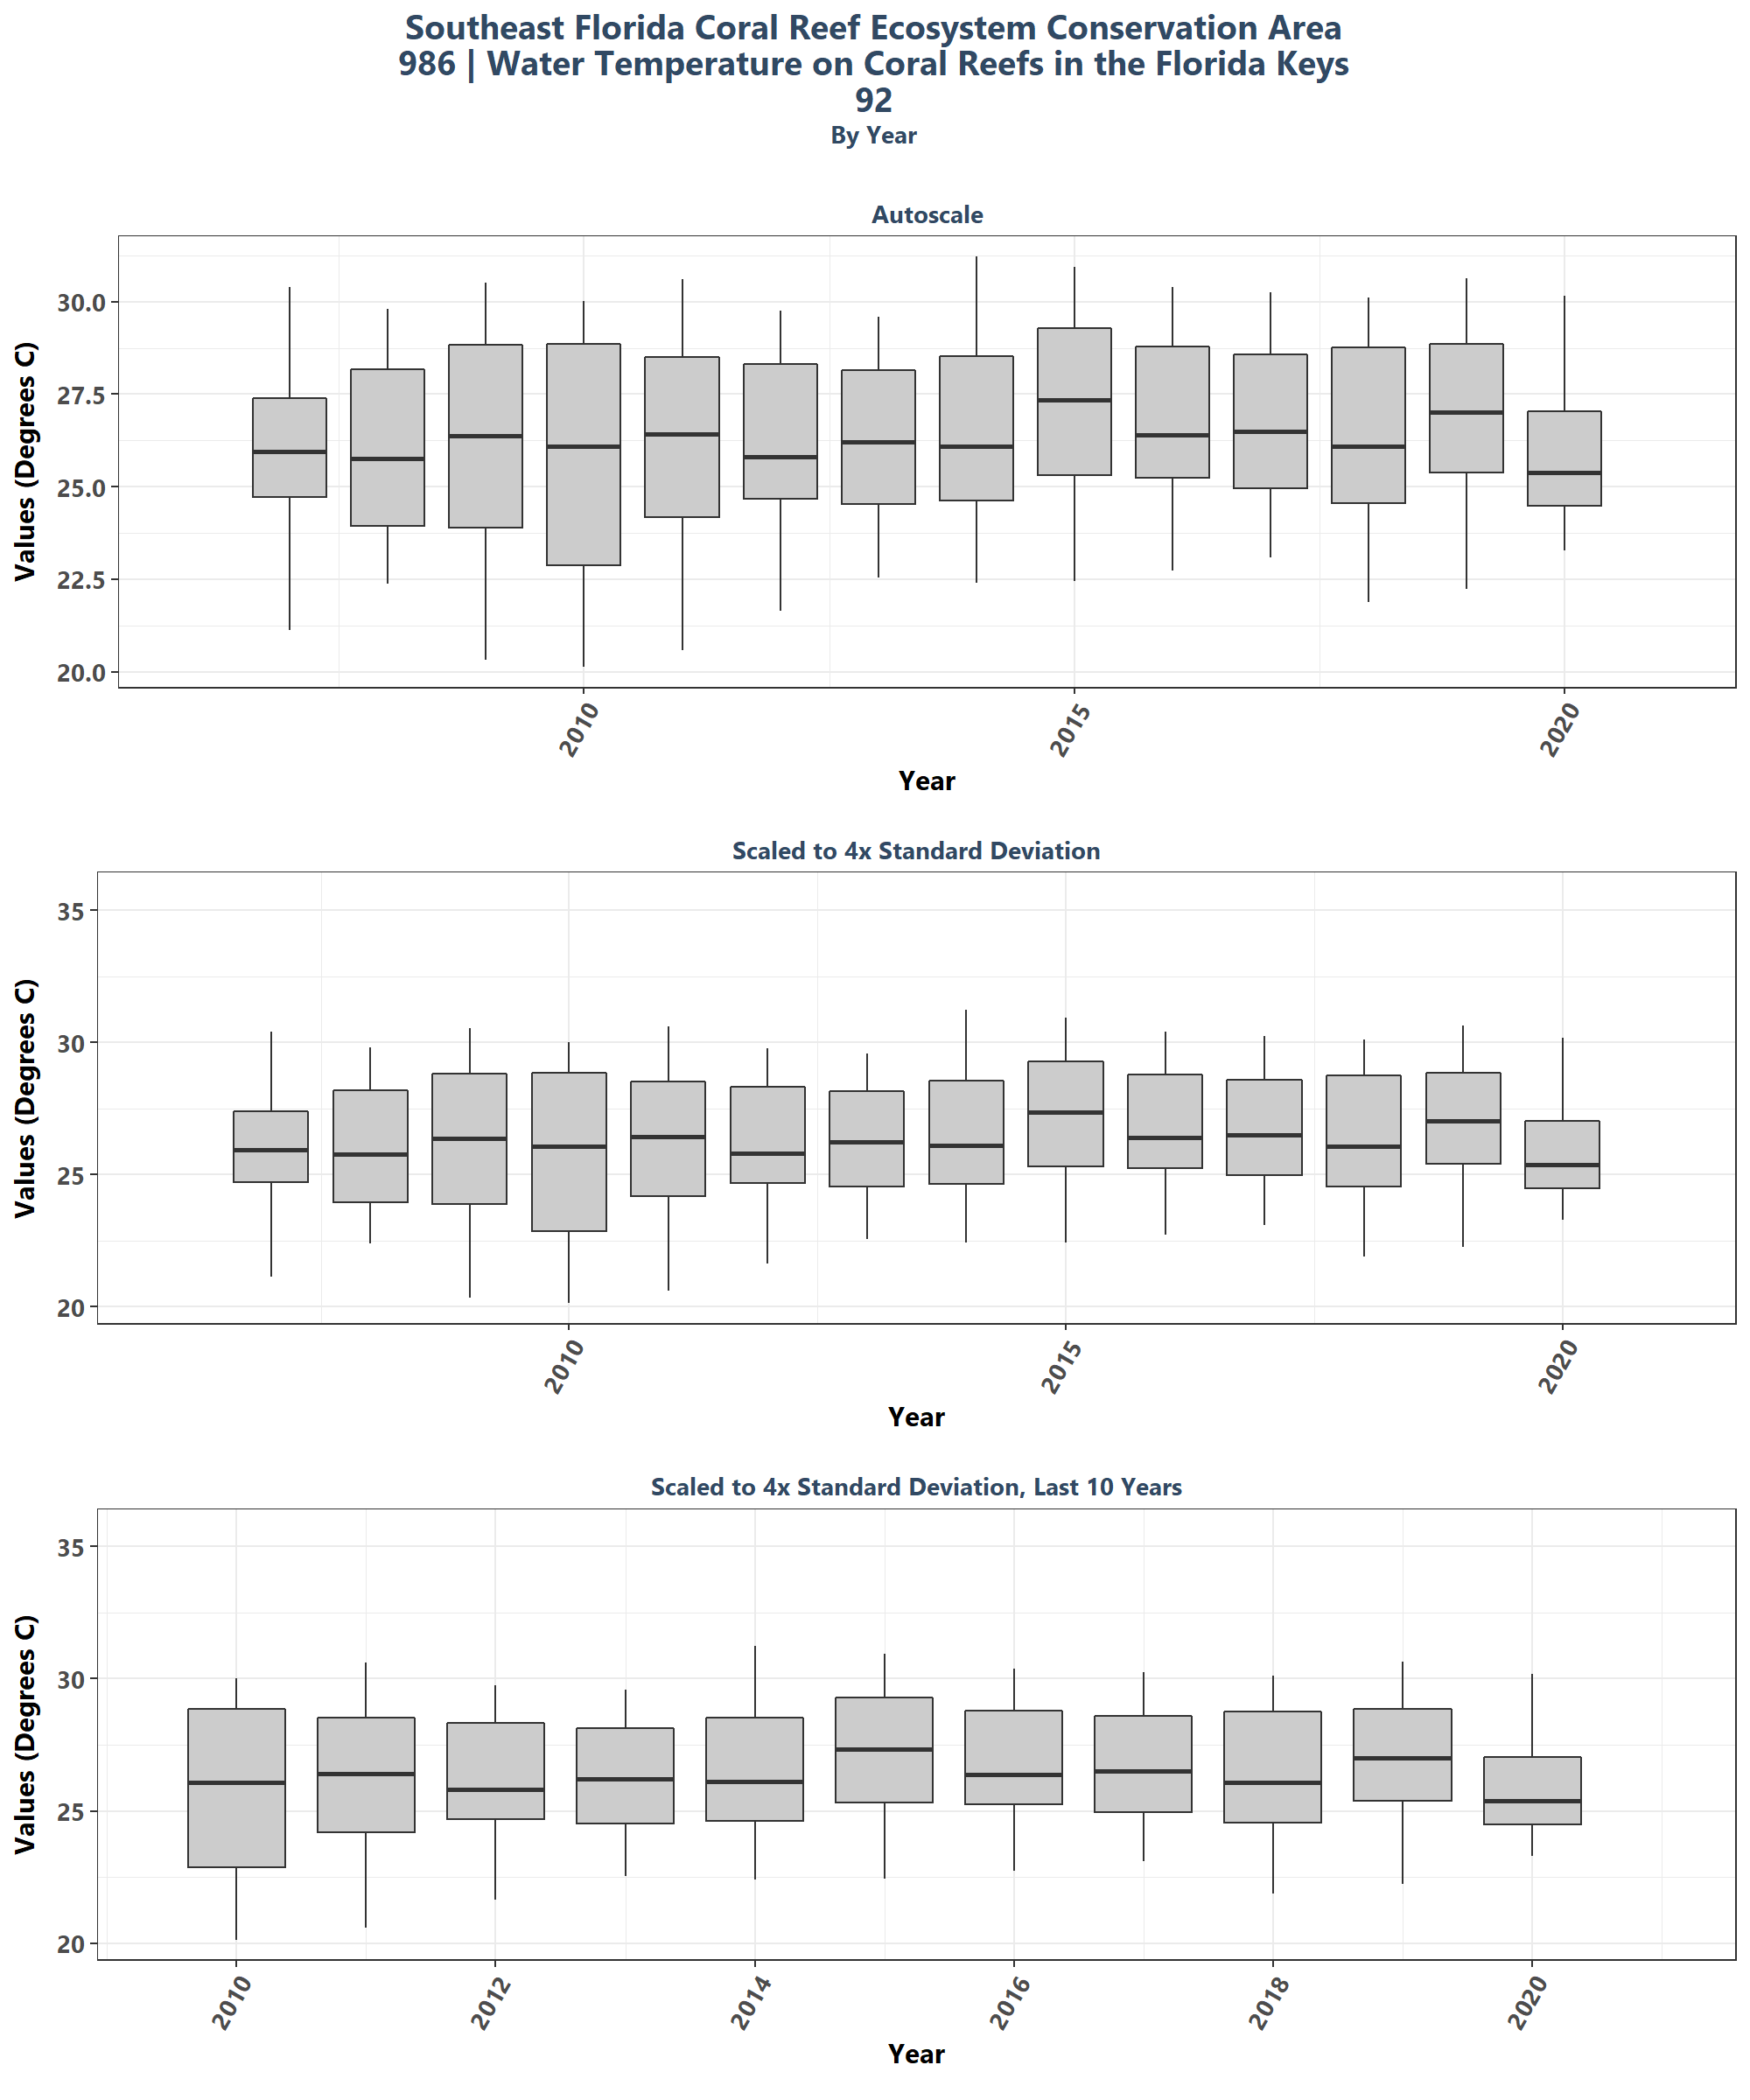 Southeast Florida Coral Reef Ecosystem Conservation Area
986 | Water Temperature on Coral Reefs in the Florida Keys
92
By Year
Autoscale
Values (Degrees C)
30.0
27.5
25.0
22.5
20.0
2010
2015
2020
Year
Scaled to 4x Standard Deviation
Values (Degrees C)
35
30
25
20
2010
2015
2020
Year
Scaled to 4x Standard Deviation, Last 10 Years
Values (Degrees C)
35
30
25
20
2010
2012
2014
2016
2018
2020
Year